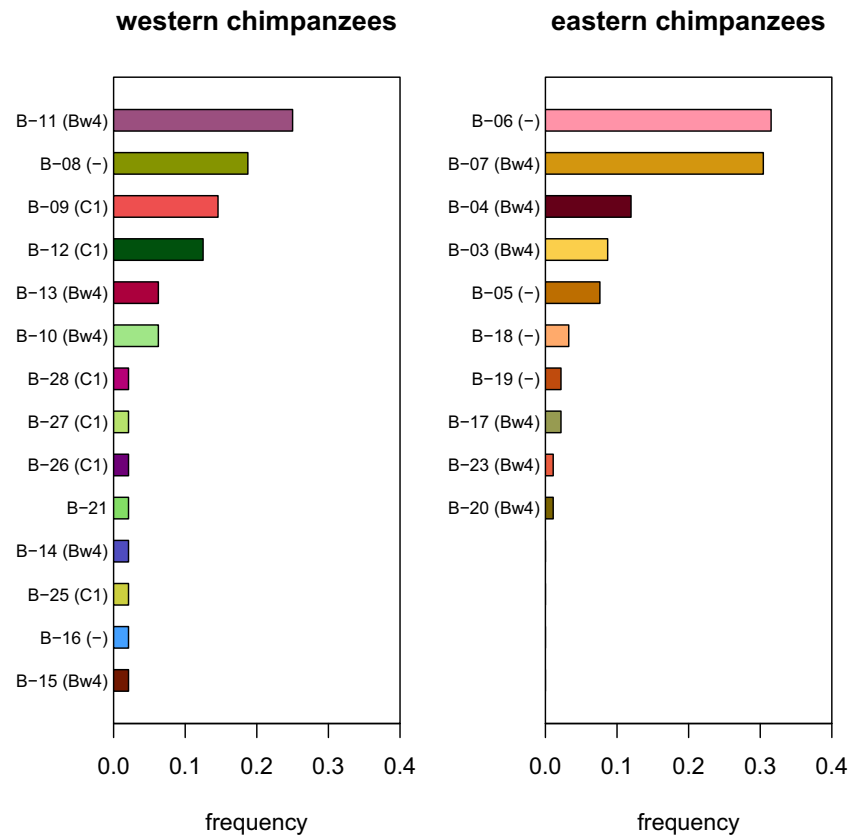 western chimpanzees
B−11 (Bw4)
B−08 (−)
B−09 (C1)
B−12 (C1)
B−13 (Bw4)
B−10 (Bw4)
B−28 (C1)
B−27 (C1)
B−26 (C1)
B−21
B−14 (Bw4)
B−25 (C1)
B−16 (−)
B−15 (Bw4)
0.0 0.1 0.2 0.3 0.4
frequency
eastern chimpanzees
B−06 (−)
B−07 (Bw4)
B−04 (Bw4)
B−03 (Bw4)
B−05 (−)
B−18 (−)
B−19 (−)
B−17 (Bw4)
B−23 (Bw4)
B−20 (Bw4)
0.0 0.1 0.2 0.3 0.4
frequency